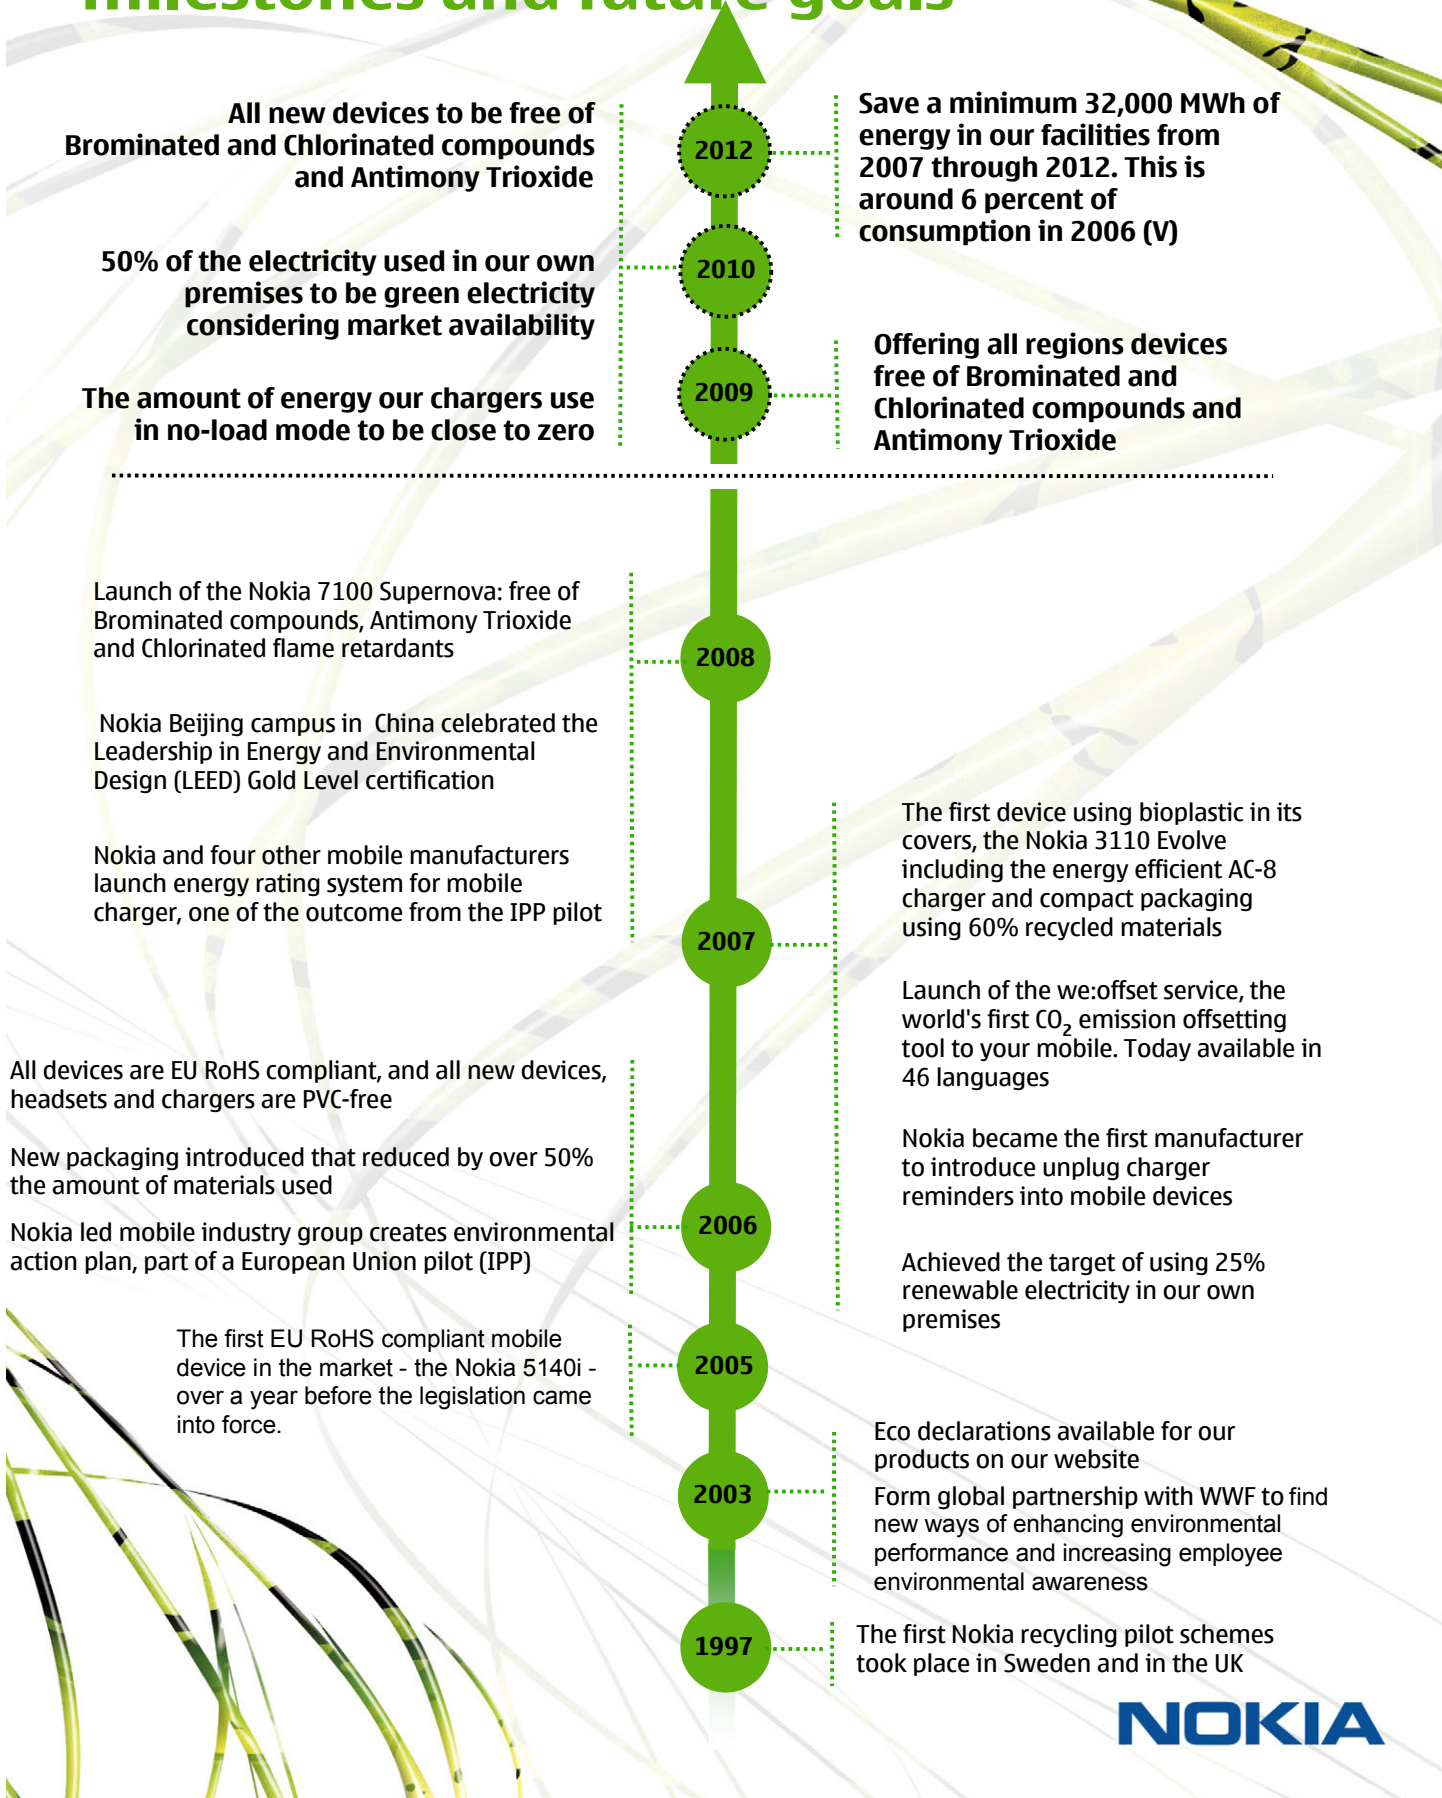 milestones and future goals
All new devices to be free of
Brominated and Chlorinated compounds
and Antimony Trioxide
2012
Save a minimum 32,000 MWh of
energy in our facilities from
2007 through 2012. This is
around 6 percent of
consumption in 2006 (V)
50% of the electricity used in our own
premises to be green electricity
considering market availability
2010
The amount of energy our chargers use
in no-load mode to be close to zero
2009
Offering all regions devices
free of Brominated and
Chlorinated compounds and
Antimony Trioxide
Launch of the Nokia 7100 Supernova: free of
Brominated compounds, Antimony Trioxide
and Chlorinated flame retardants
2008
Nokia Beijing campus in  China celebrated the
Leadership in Energy and Environmental
Design (LEED) Gold Level certification
Nokia and four other mobile manufacturers
launch energy rating system for mobile
charger, one of the outcome from the IPP pilot
2007
The first device using bioplastic in its
covers, the Nokia 3110 Evolve
including the energy efficient AC-8
charger and compact packaging
using 60% recycled materials
Launch of the we:offset service, the
world's first CO₂ emission offsetting
tool to your mobile. Today available in
46 languages
Nokia became the first manufacturer
to introduce unplug charger
reminders into mobile devices
Achieved the target of using 25%
renewable electricity in our own
premises
All devices are EU RoHS compliant, and all new devices,
headsets and chargers are PVC-free
New packaging introduced that reduced by over 50%
the amount of materials used
Nokia led mobile industry group creates environmental
action plan, part of a European Union pilot (IPP)
2006
The first EU RoHS compliant mobile
device in the market - the Nokia 5140i -
over a year before the legislation came
into force.
2005
2003
Eco declarations available for our
products on our website
Form global partnership with WWF to find
new ways of enhancing environmental
performance and increasing employee
environmental awareness
1997
The first Nokia recycling pilot schemes
took place in Sweden and in the UK
NOKIA